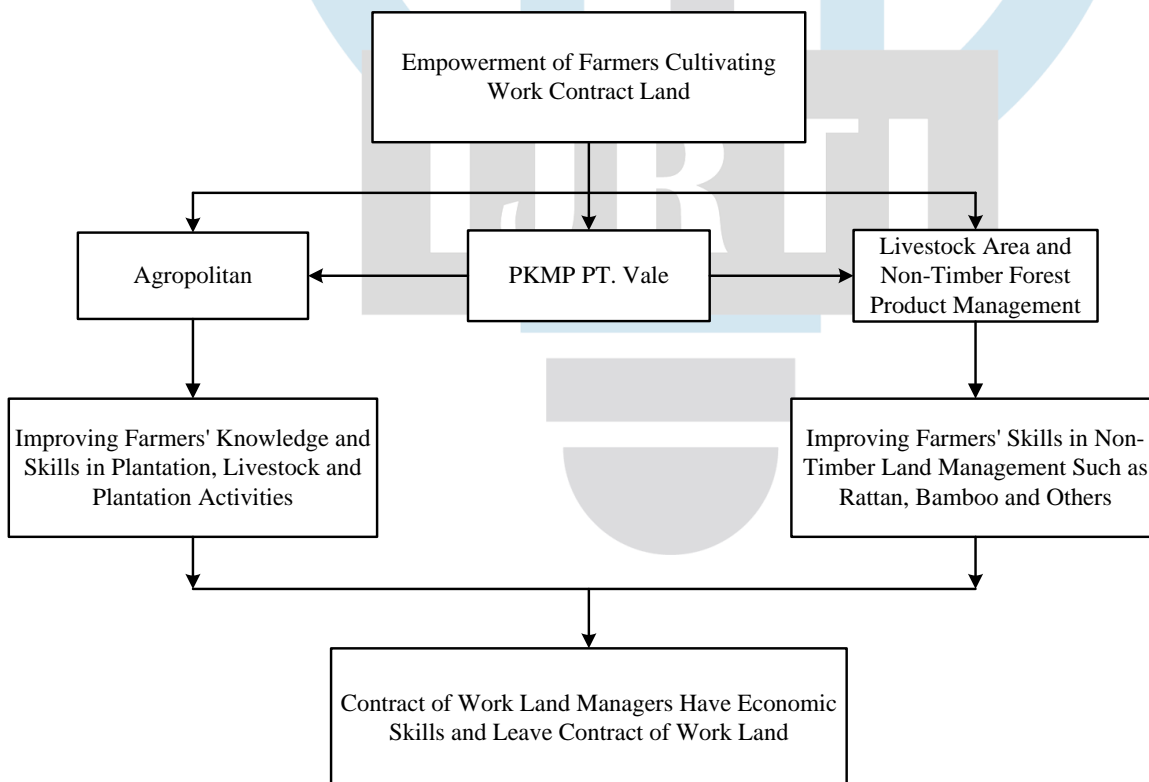 Empowerment of Farmers Cultivating
Work Contract Land
IJRTI
Agropolitan
PKMP PT. Vale
Livestock Area and
Non-Timber Forest
Product Management
Improving Farmers' Knowledge and
Skills in Plantation, Livestock and
Plantation Activities
Improving Farmers' Skills in Non-
Timber Land Management Such as
Rattan, Bamboo and Others
Contract of Work Land Managers Have Economic
Skills and Leave Contract of Work Land